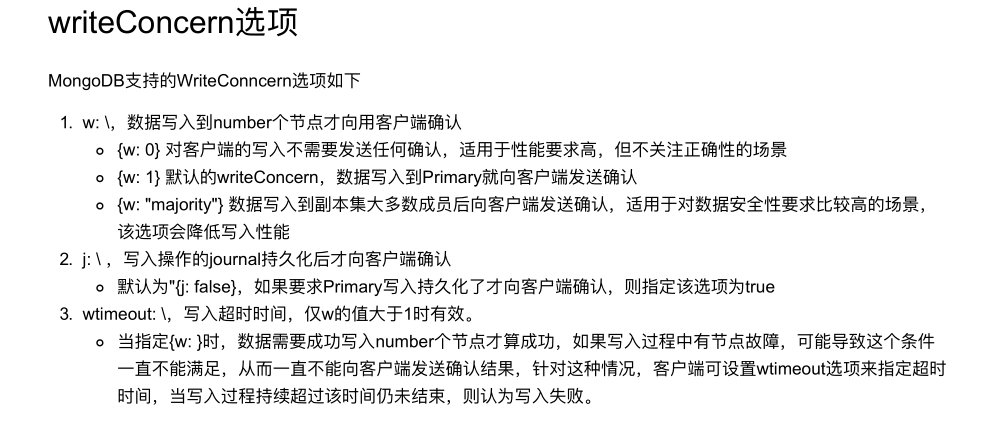 writeConcern选项
MongoDB支持的WriteConncern选项如下
1. w: \，数据写入到number个节点才向用客户端确认
{w: 0} 对客户端的写入不需要发送任何确认，适用于性能要求高，但不关注正确性的场景
{w: 1} 默认的writeConcern，数据写入到Primary就向客户端发送确认
{w: "majority"} 数据写入到副本集大多数成员后向客户端发送确认，适用于对数据安全性要求比较高的场景，
该选项会降低写入性能
2. j: \ ，写入操作的journal持久化后才向客户端确认
默认为"{j: false}，如果要求Primary写入持久化了才向客户端确认，则指定该选项为true
3. wtimeout: \，写入超时时间，仅w的值大于1时有效。
当指定{w: }时，数据需要成功写入number个节点才算成功，如果写入过程中有节点故障，可能导致这个条件
一直不能满足，从而一直不能向客户端发送确认结果，针对这种情况，客户端可设置wtimeout选项来指定超时
时间，当写入过程持续超过该时间仍未结束，则认为写入失败。